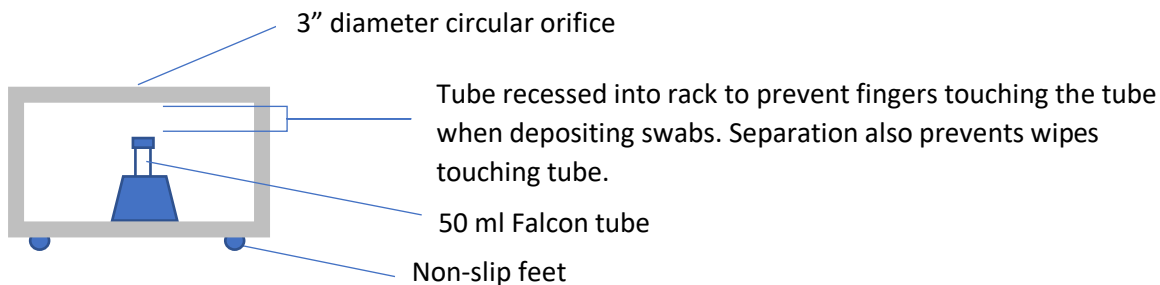 3” diameter circular orifice
Tube recessed into rack to prevent fingers touching the tube
when depositing swabs. Separation also prevents wipes
touching tube.
50 ml Falcon tube
Non-slip feet